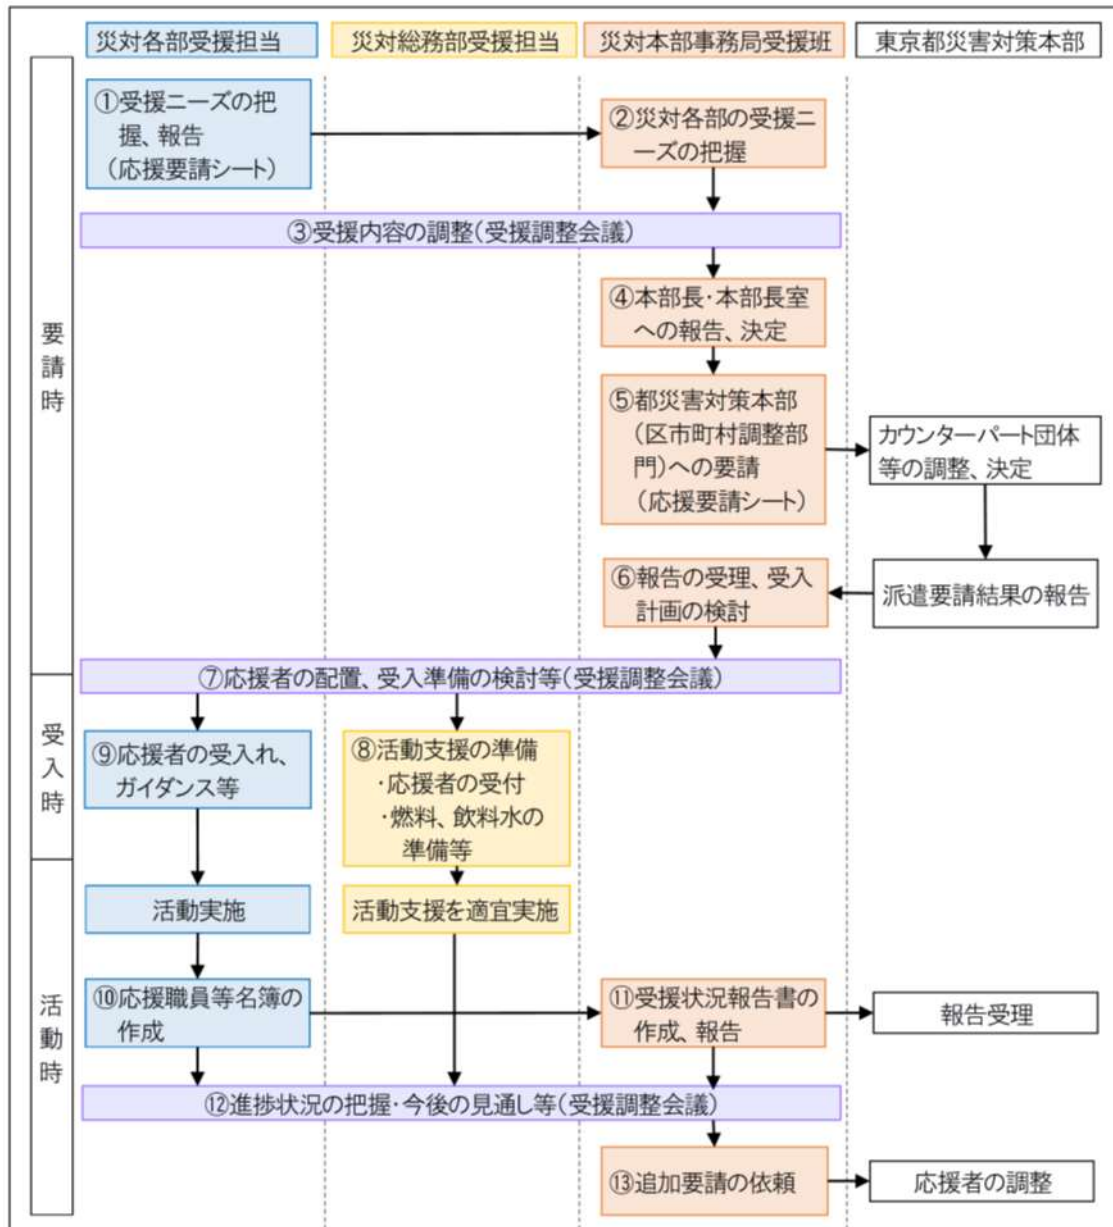 災対各部受援担当
災対総務部受援担当
災対本部事務局受援班
東京都災害対策本部
要請時
①受援ニーズの把
握、報告
（応援要請シート）
②災対各部の受援ニ
ーズの把握
③受援内容の調整（受援調整会議）
④本部長・本部長室
への報告、決定
⑤都災害対策本部
（区市町村調整部
門）への要請
（応援要請シート）
カウンターパート団体
等の調整、決定
⑥報告の受理、受入
計画の検討
派遣要請結果の報告
⑦応援者の配置、受入準備の検討等（受援調整会議）
受入時
⑨応援者の受入れ、
ガイダンス等
⑧活動支援の準備
・応援者の受付
・燃料、飲料水の
準備等
活動時
活動実施
活動支援を適宜実施
⑩応援職員等名簿の
作成
⑪受援状況報告書の
作成、報告
報告受理
⑫進捗状況の把握・今後の見通し等（受援調整会議）
⑬追加要請の依頼
応援者の調整